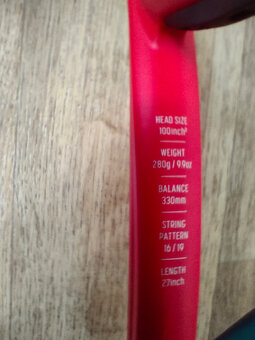 HEAD SIZE
100inch²
WEIGHT
280g / 9.9oz
BALANCE
330mm
STRING
PATTERN
16 / 19
LENGTH
27inch